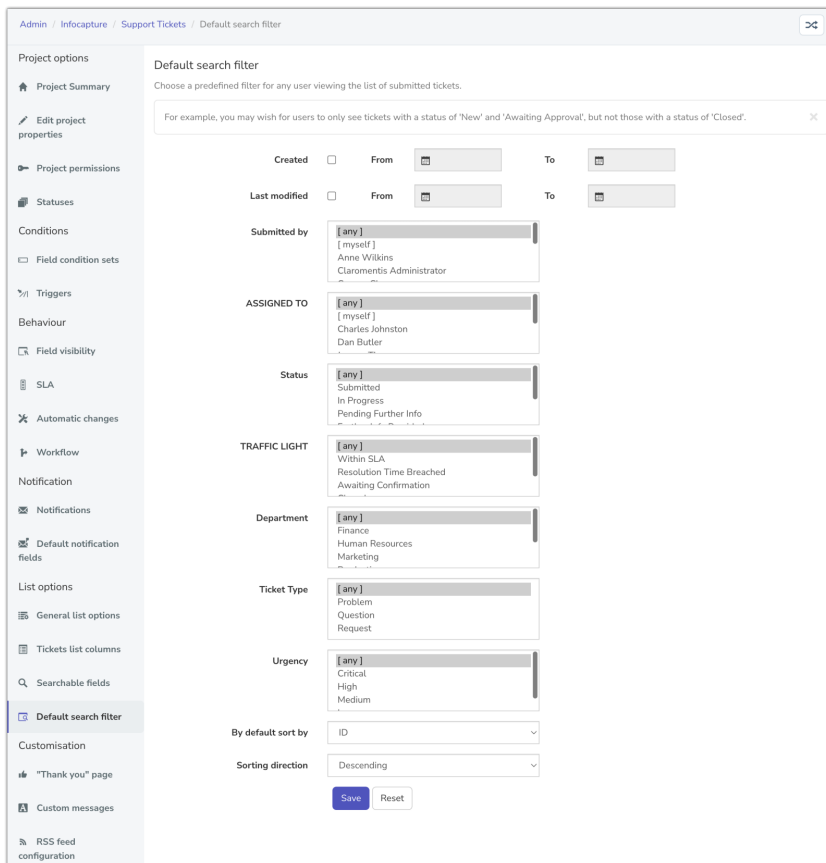 Admin / Infocapture / Support Tickets / Default search filter
Project options
Project Summary
Edit project
properties
Project permissions
Statuses
Conditions
Field condition sets
Triggers
Behaviour
Field visibility
SLA
Automatic changes
Workflow
Notification
Notifications
Default notification
fields
List options
General list options
Tickets list columns
Searchable fields
Default search filter
Customisation
"Thank you" page
Custom messages
RSS feed
configuration
Default search filter
Choose a predefined filter for any user viewing the list of submitted tickets.
For example, you may wish for users to only see tickets with a status of 'New' and 'Awaiting Approval', but not those with a status of 'Closed'.
Created From To
Last modified From To
Submitted by
[ any ]
[ myself ]
Anne Wilkins
Claromentis Administrator
ASSIGNED TO
[ any ]
[ myself ]
Charles Johnston
Dan Butler
Status
[ any ]
Submitted
In Progress
Pending Further Info
TRAFFIC LIGHT
[ any ]
Within SLA
Resolution Time Breached
Awaiting Confirmation
Department
[ any ]
Finance
Human Resources
Marketing
Ticket Type
[ any ]
Problem
Question
Request
Urgency
[ any ]
Critical
High
Medium
By default sort by ID
Sorting direction Descending
Save Reset